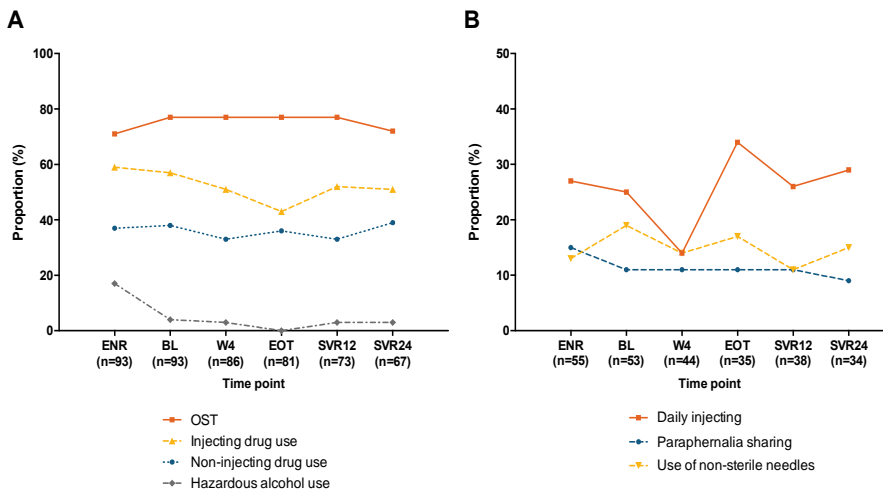 A
Proportion (%)
100
80
60
40
20
0
ENR BL W4 EOT SVR12 SVR24
(n=93) (n=93) (n=86) (n=81) (n=73) (n=67)
Time point
OST
Injecting drug use
Non-injecting drug use
Hazardous alcohol use
B
Proportion (%)
50
40
30
20
10
0
ENR BL W4 EOT SVR12 SVR24
(n=55) (n=53) (n=44) (n=35) (n=38) (n=34)
Time point
Daily injecting
Paraphernalia sharing
Use of non-sterile needles